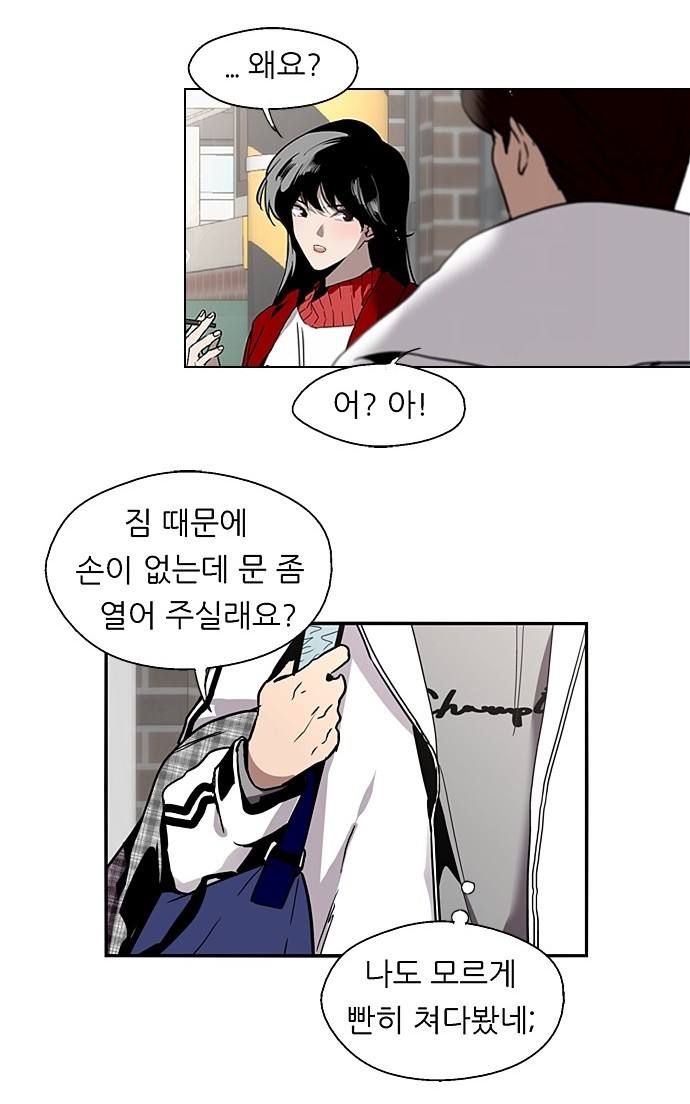 ... 왜요?
어? 아!
짐 때문에
손이 없는데 문 좀
열어 주실래요?
Champi
나도 모르게
빤히 쳐다봤네;